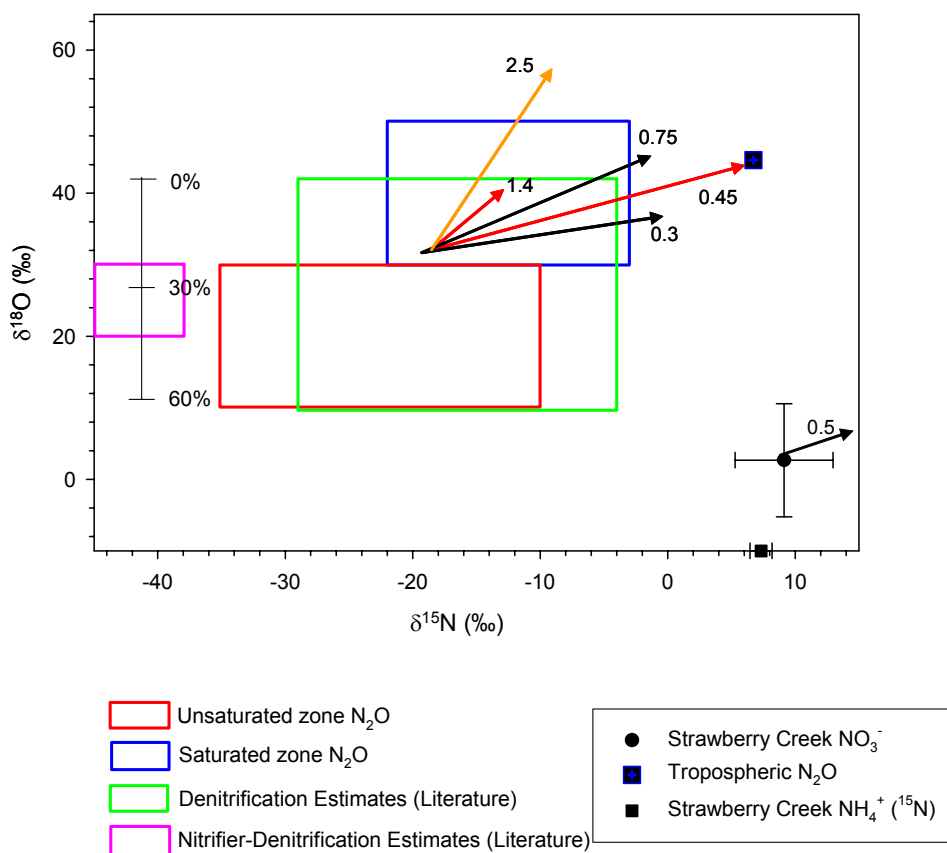 60
40
20
0
δ18O (‰)
0%
30%
60%
2.5
0.75
1.4
0.45
0.3
0.5
-40
-30
-20
-10
0
10
δ15N (‰)
Unsaturated zone N2O
Saturated zone N2O
Denitrification Estimates (Literature)
Nitrifier-Denitrification Estimates (Literature)
Strawberry Creek NO3-
Tropospheric N2O
Strawberry Creek NH4+ (15N)